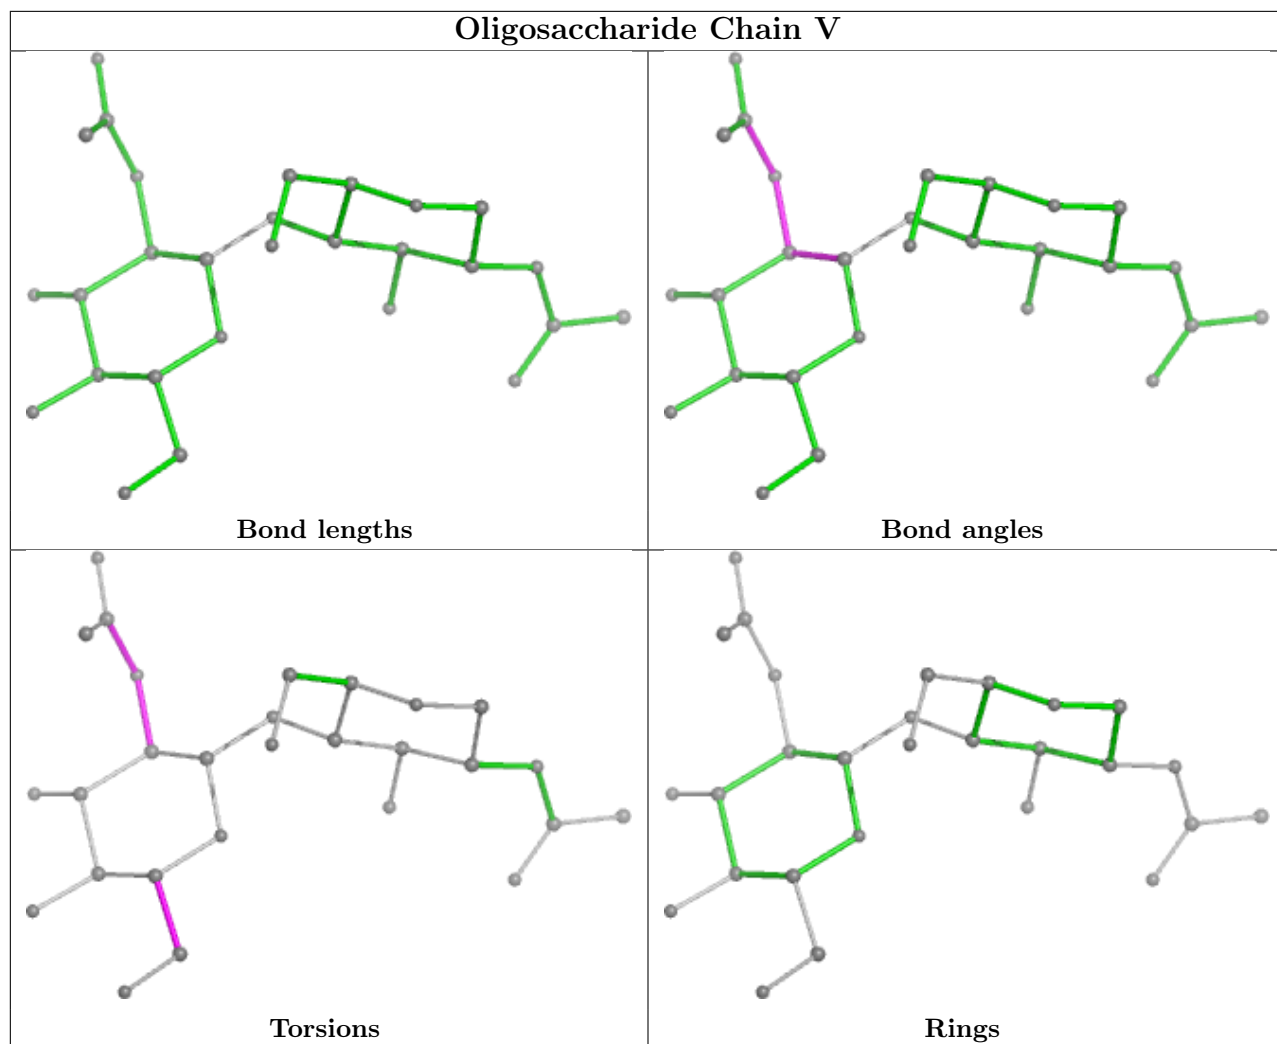 Oligosaccharide Chain V
Bond lengths
Bond angles
Torsions
Rings